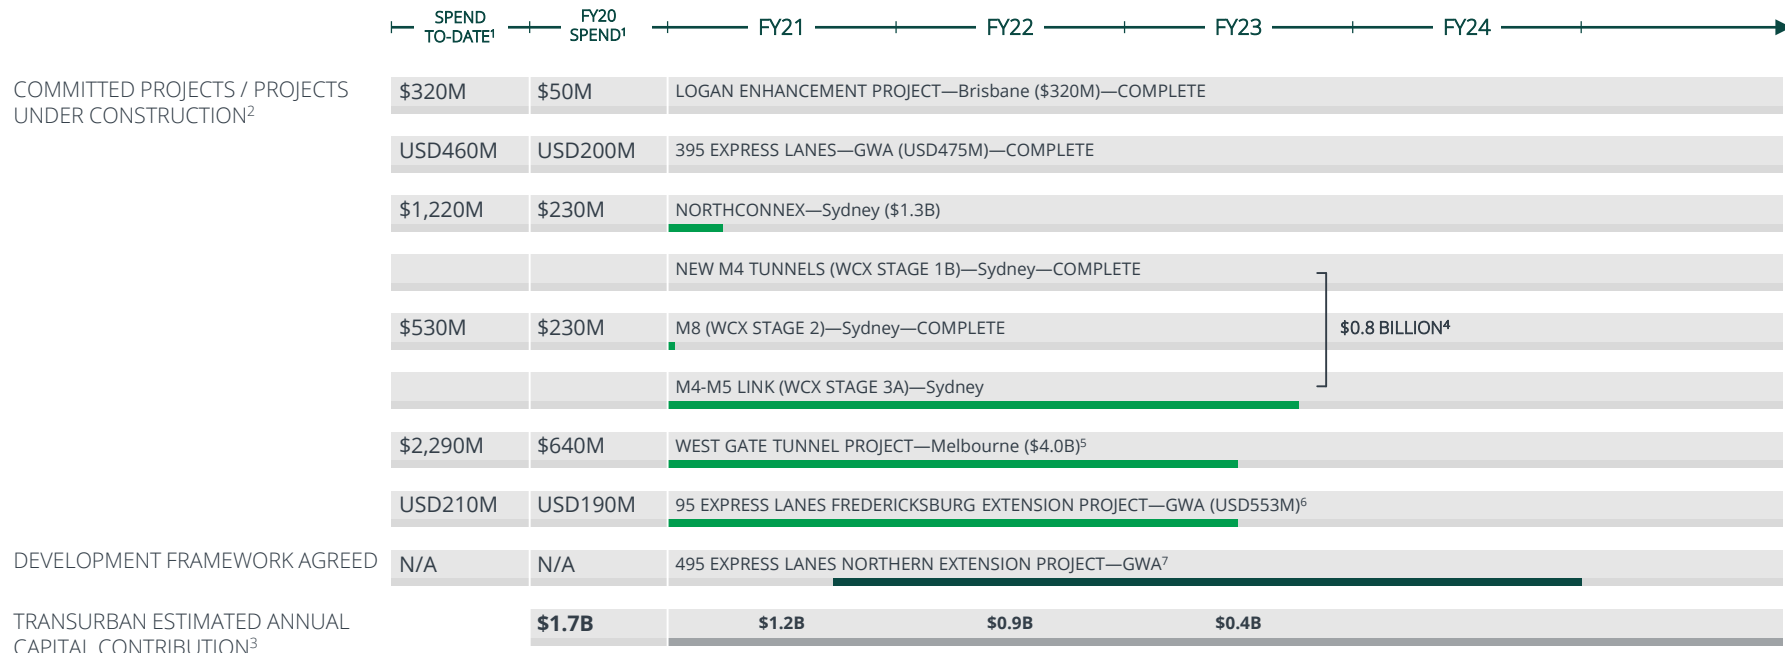 SPEND
TO-DATE¹
FY20
SPEND¹
FY21
FY22
FY23
FY24
COMMITTED PROJECTS / PROJECTS
UNDER CONSTRUCTION²
$320M
$50M
LOGAN ENHANCEMENT PROJECT—Brisbane ($320M)—COMPLETE
USD460M
USD200M
395 EXPRESS LANES—GWA (USD475M)—COMPLETE
$1,220M
$230M
NORTHCONNEX—Sydney ($1.3B)
NEW M4 TUNNELS (WCX STAGE 1B)—Sydney—COMPLETE
$530M
$230M
M8 (WCX STAGE 2)—Sydney—COMPLETE
$0.8 BILLION⁴
M4-M5 LINK (WCX STAGE 3A)—Sydney
$2,290M
$640M
WEST GATE TUNNEL PROJECT—Melbourne ($4.0B)⁵
USD210M
USD190M
95 EXPRESS LANES FREDERICKSBURG EXTENSION PROJECT—GWA (USD553M)⁶
DEVELOPMENT FRAMEWORK AGREED
N/A
N/A
495 EXPRESS LANES NORTHERN EXTENSION PROJECT—GWA⁷
TRANSURBAN ESTIMATED ANNUAL
CAPITAL CONTRIBUTION³
$1.7B
$1.2B
$0.9B
$0.4B